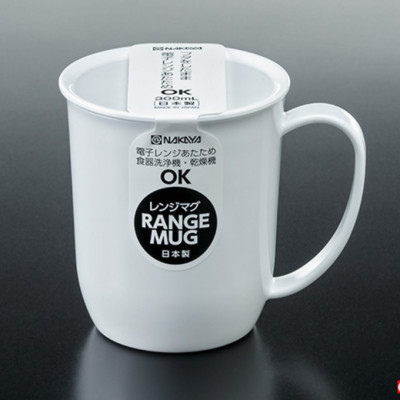 OK
300mL
日本製
NAKAYA
電子レンジあたため
食器洗浄機・乾燥機
OK
レンジマグ
RANGE
MUG
日本製